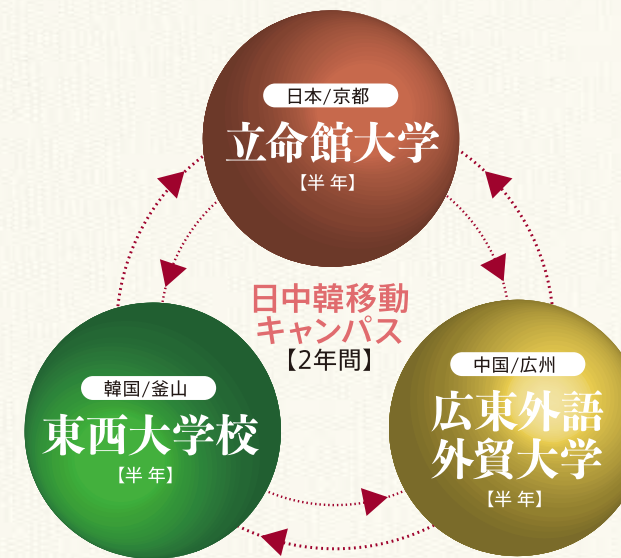 日本/京都
立命館大学
【半 年】
日中韓移動
キャンパス
【2年間】
韓国/釜山
東西大学校
【半 年】
中国/広州
広東外語
外貿大学
【半 年】